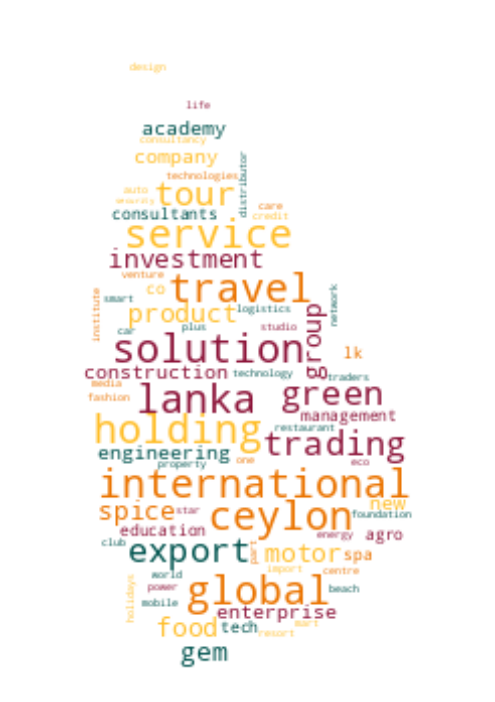 design
life
academy
consultancy
company
technologies
distributor
auto
tour
security
care
consultants
credit
service
investment
venture
travel
co
smart
institute
product
logistics
network
group
car
plus
studio
solution
lk
construction
technology
traders
media
lanka
green
fashion
management
holding
restaurant
trading
engineering
property
one
eco
international
spice
star
ceylon
new
foundation
education
energy
agro
club
export
part
motor
spa
world
import
centre
power
global
beach
holidays
mobile
enterprise
food
tech
mart
resort
gem